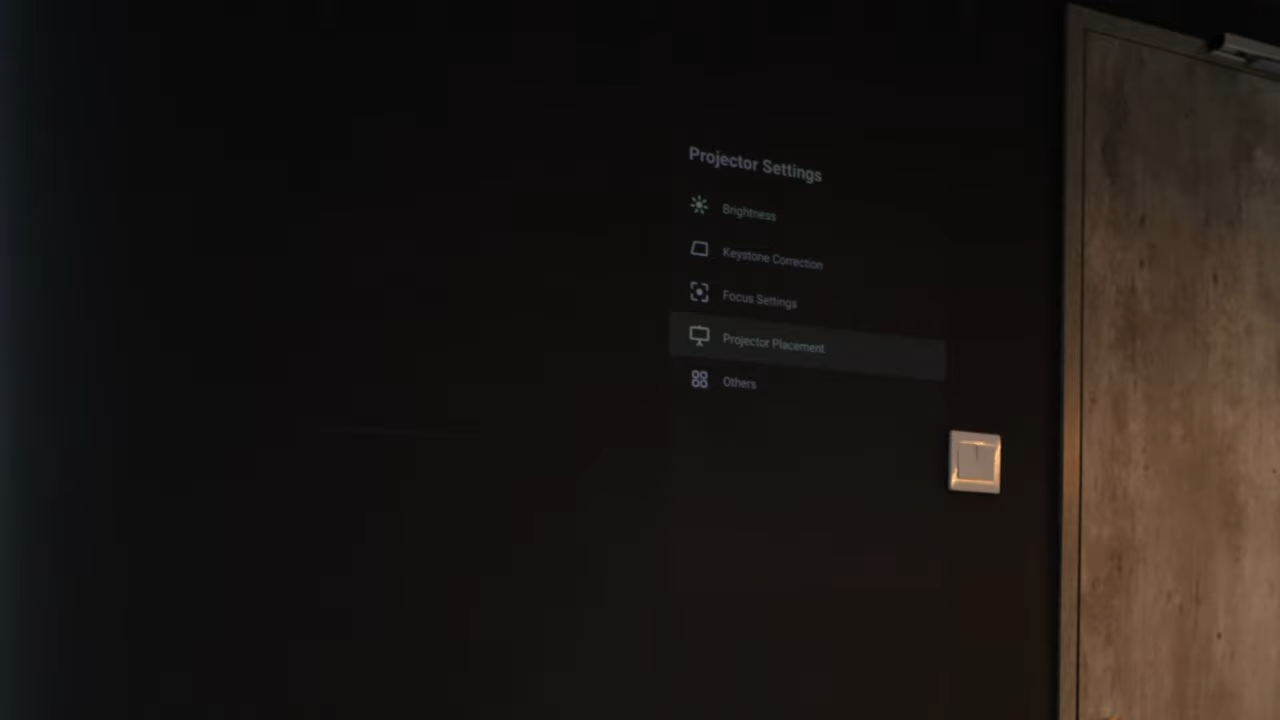 Projector Settings
Brightness
Keystone Correction
Focus Settings
Projector Placement
Others